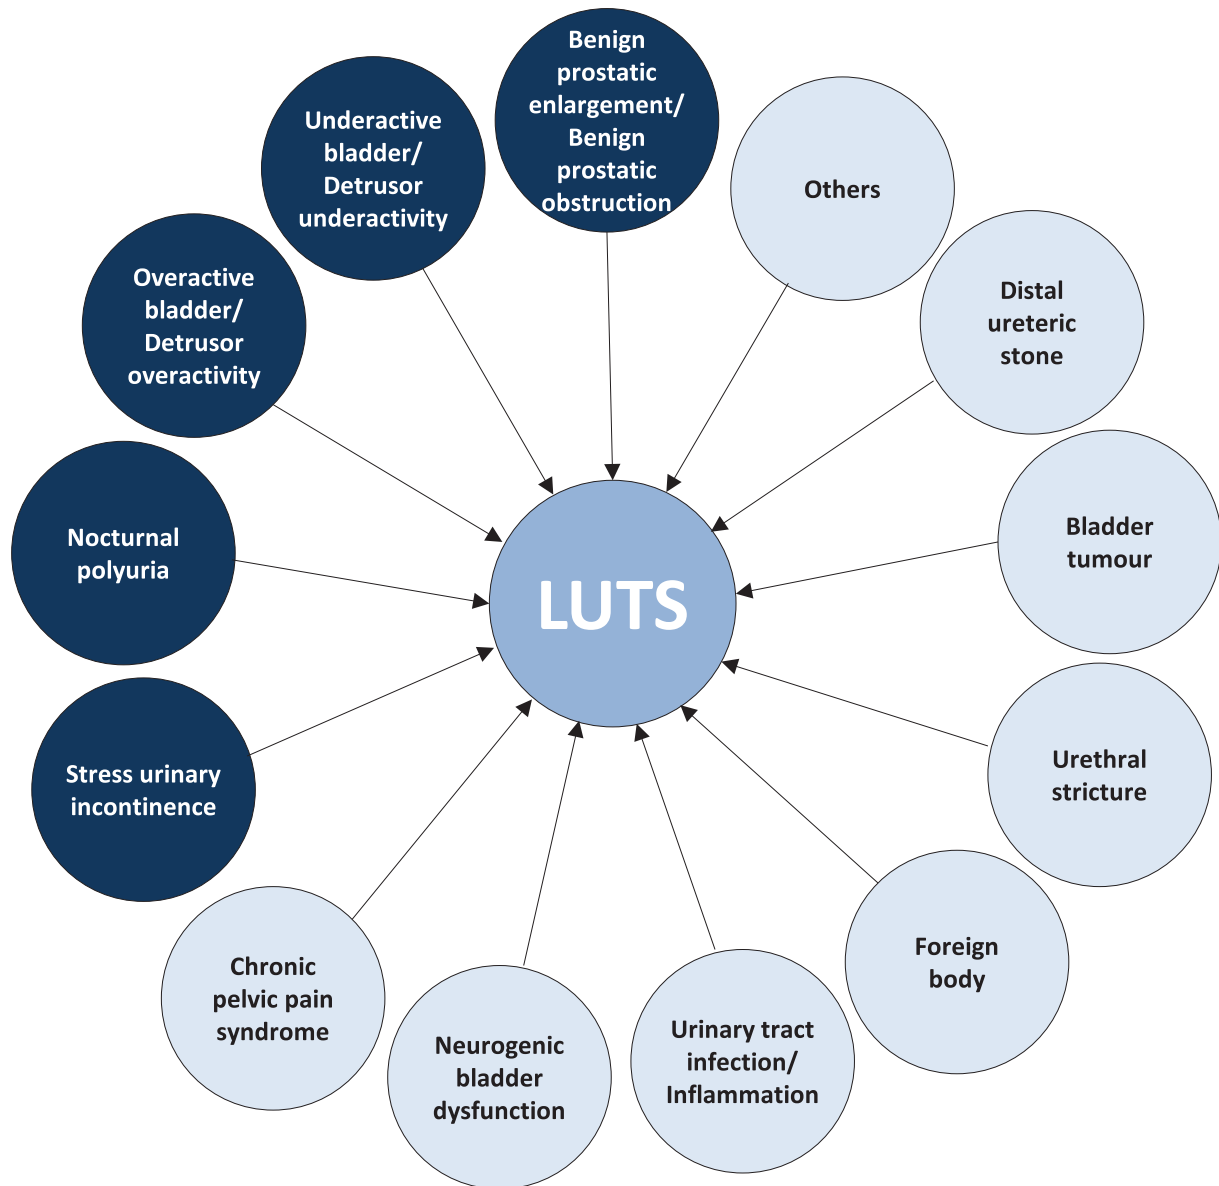 Benign
prostatic
enlargement/
Benign
prostatic
obstruction
Others
Distal
ureteric
stone
Bladder
tumour
Urethral
stricture
Foreign
body
Urinary tract
infection/
Inflammation
Neurogenic
bladder
dysfunction
Chronic
pelvic pain
syndrome
Stress urinary
incontinence
Nocturnal
polyuria
Overactive
bladder/
Detrusor
overactivity
Underactive
bladder/
Detrusor
underactivity
LUTS